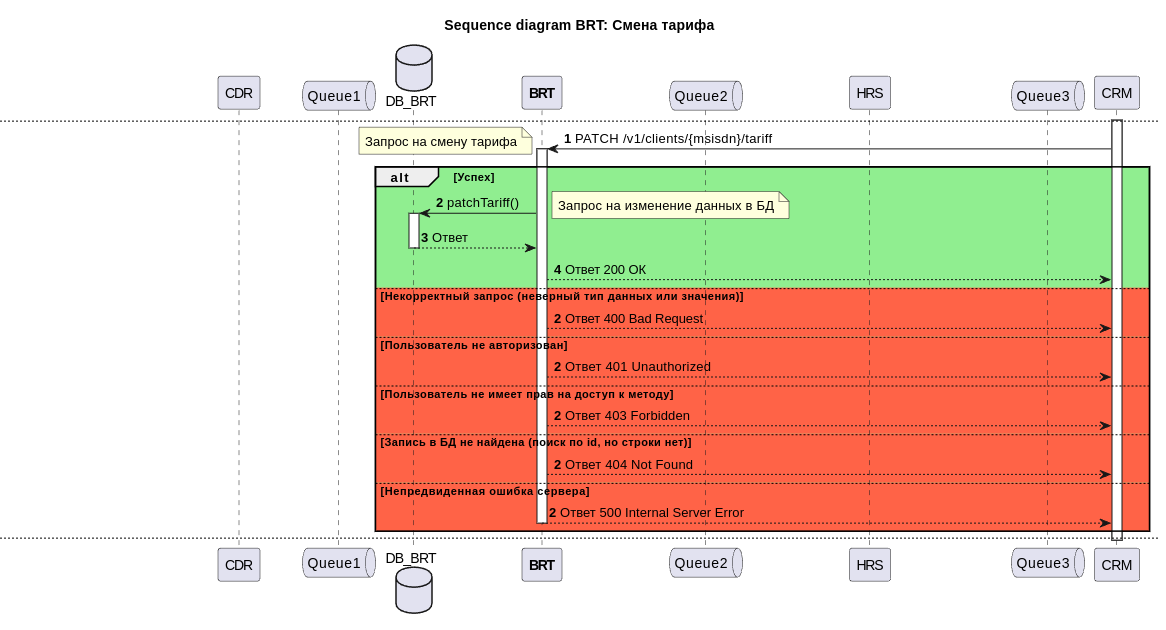 Sequence diagram BRT: Смена тарифа
CDR
Queue1
DB_BRT
BRT
Queue2
HRS
Queue3
CRM
Запрос на смену тарифа
1 PATCH /v1/clients/{msisdn}/tariff
alt
[Успех]
2 patchTariff()
Запрос на изменение данных в БД
3 Ответ
4 Ответ 200 ОК
[Некорректный запрос (неверный тип данных или значения)]
2 Ответ 400 Bad Request
[Пользователь не авторизован]
2 Ответ 401 Unauthorized
[Пользователь не имеет прав на доступ к методу]
2 Ответ 403 Forbidden
[Запись в БД не найдена (поиск по id, но строки нет)]
2 Ответ 404 Not Found
[Непредвиденная ошибка сервера]
2 Ответ 500 Internal Server Error
CDR
Queue1
DB_BRT
BRT
Queue2
HRS
Queue3
CRM